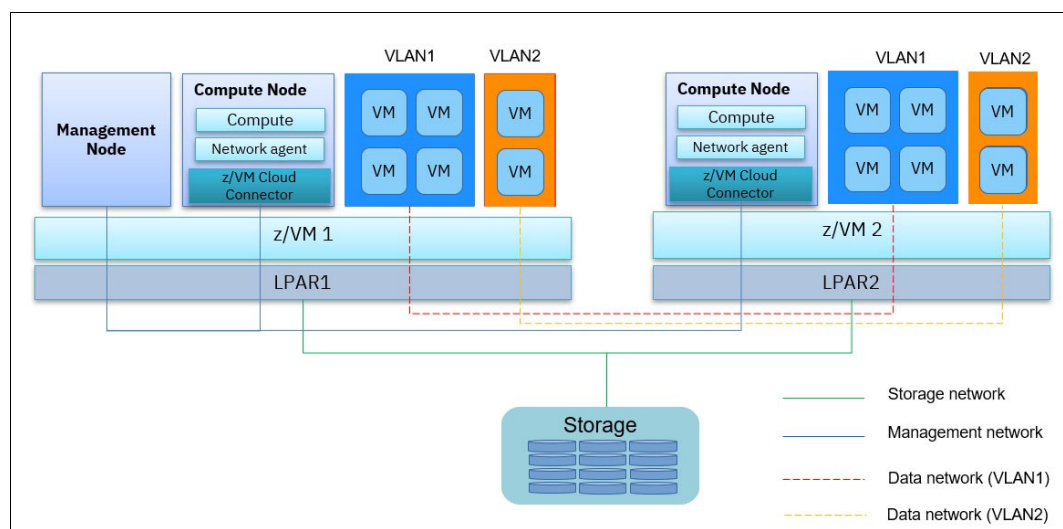 VLAN1
VLAN2
Management
Node
Compute Node
Compute
Network agent
z/VM Cloud
Connector
VM
VM
VM
VM
VM
VM
z/VM 1
LPAR1
VLAN1
VLAN2
Compute Node
Compute
Network agent
z/VM Cloud
Connector
VM
VM
VM
VM
VM
VM
z/VM 2
LPAR2
Storage
Storage network
Management network
Data network (VLAN1)
Data network (VLAN2)